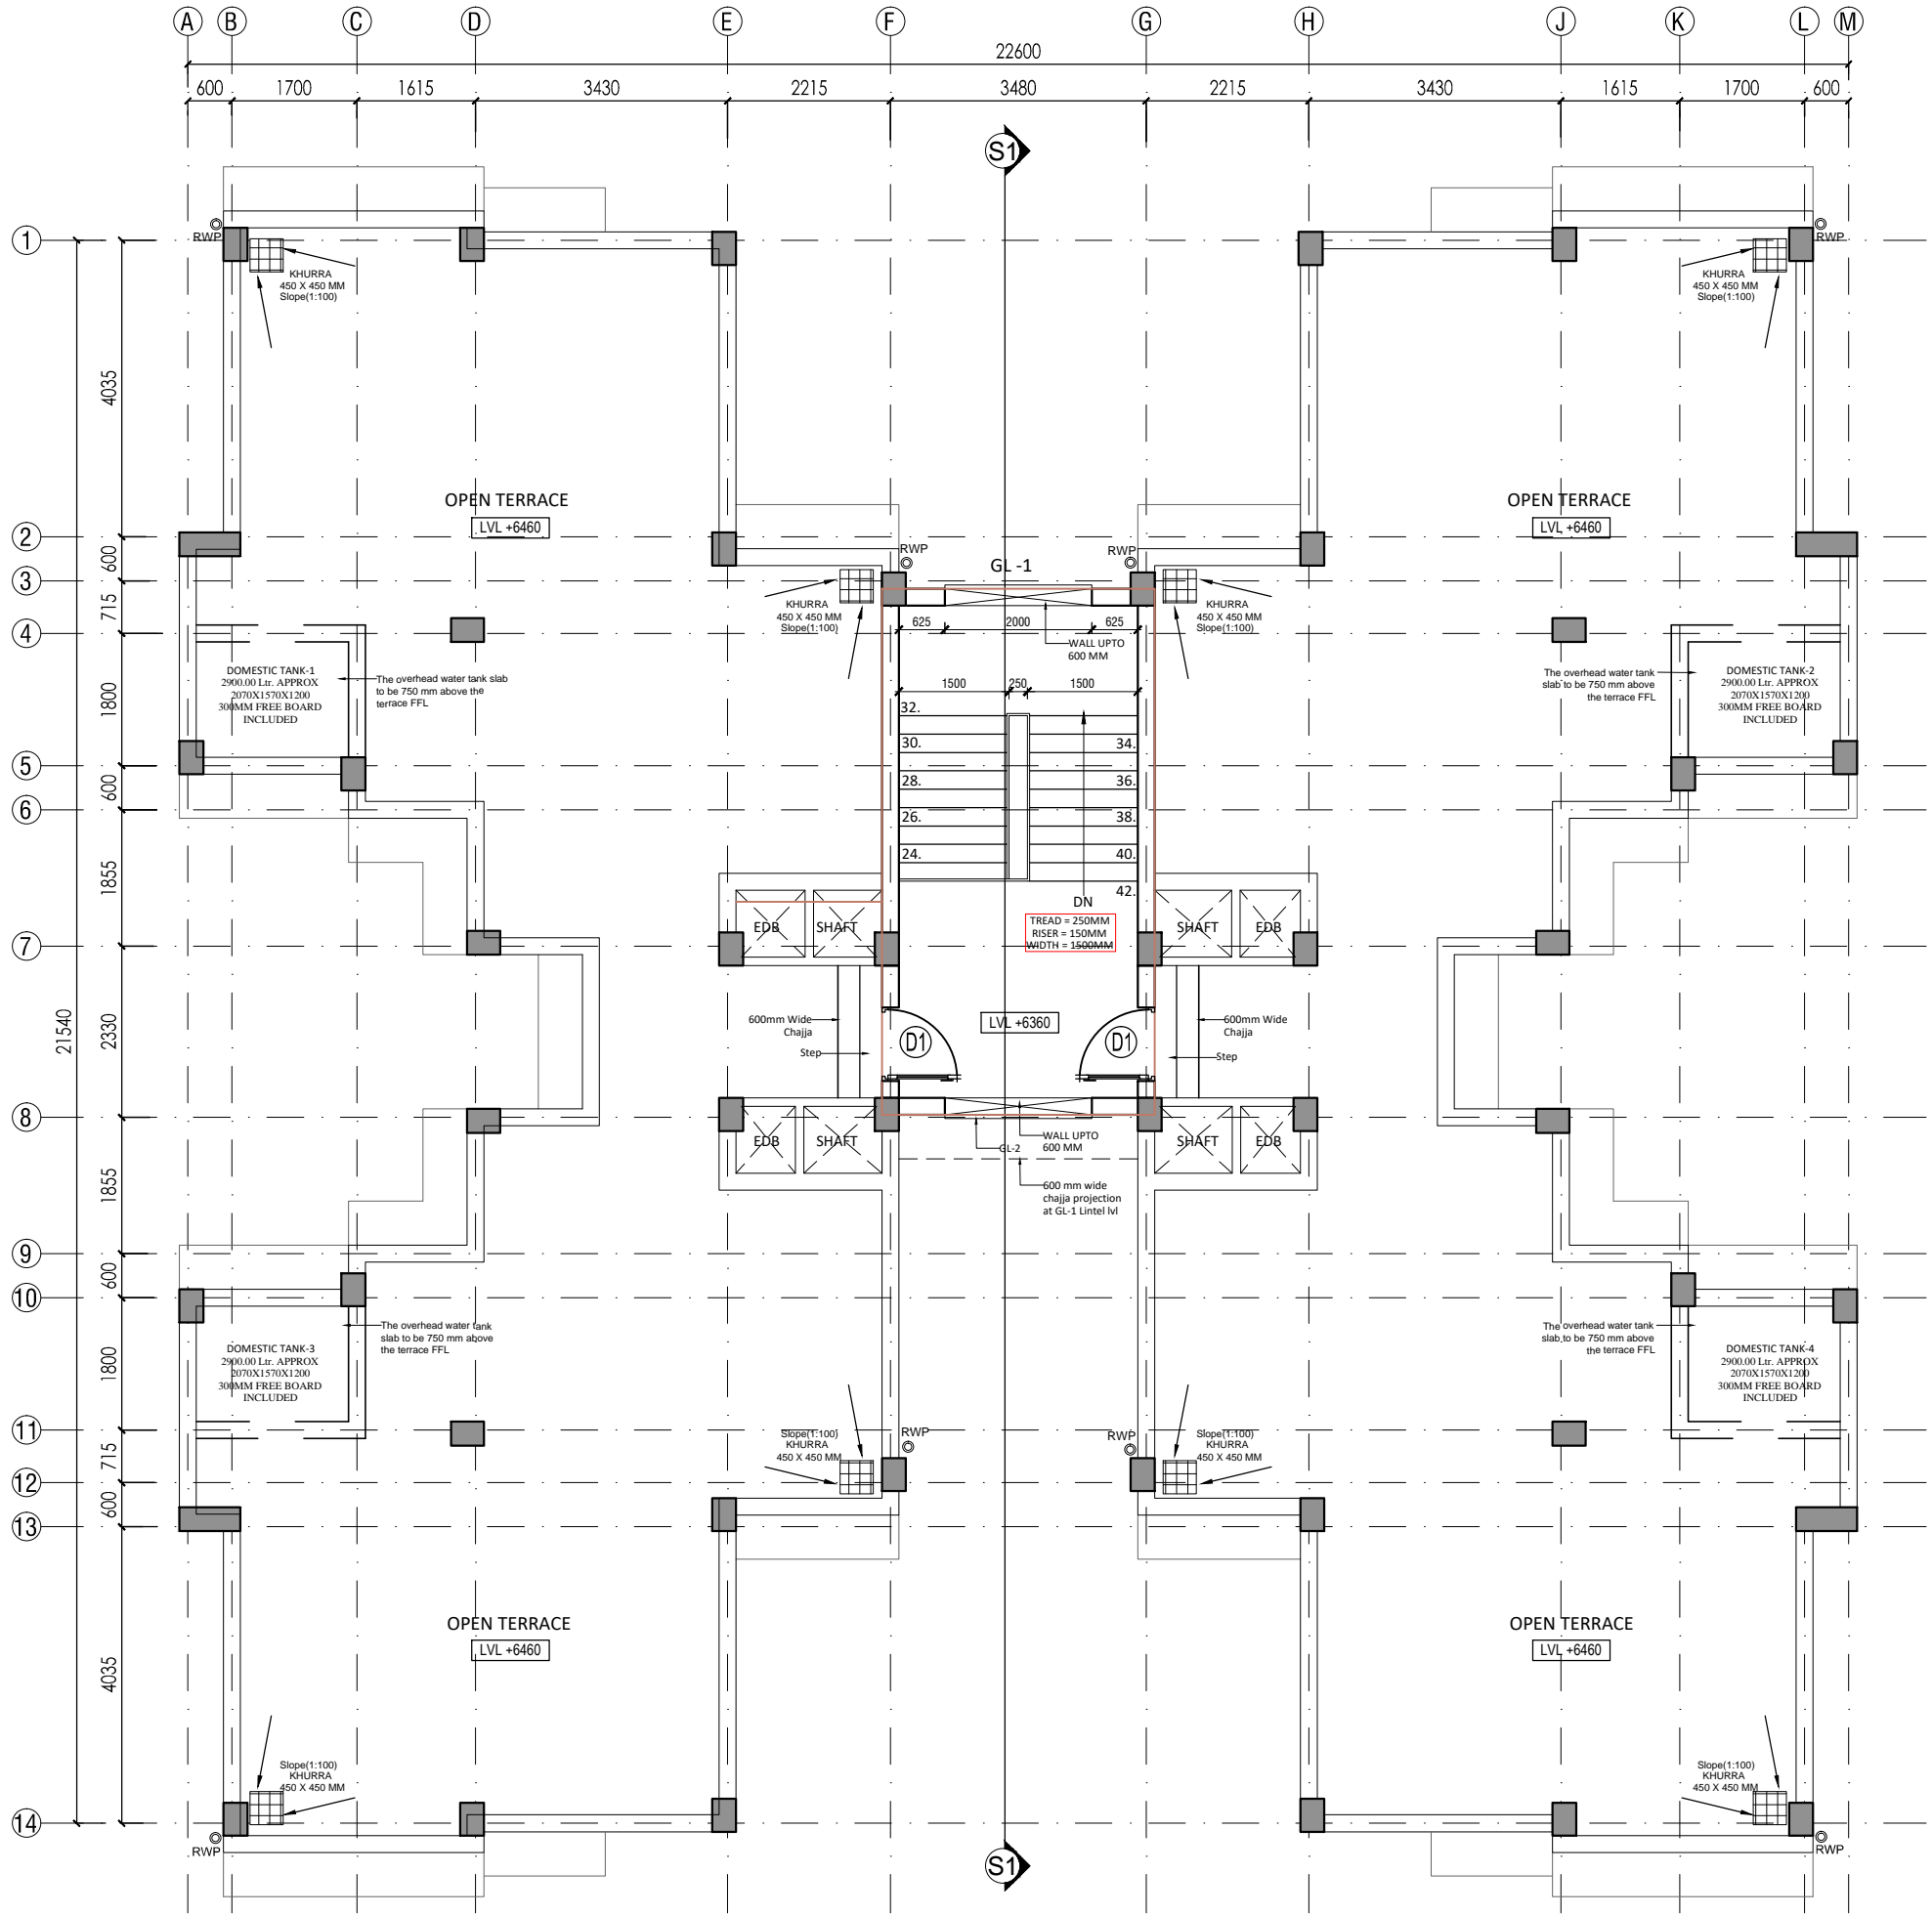 A B C D E F G H J K L M
22600
600 1700 1615 3430 2215 3480 2215 3430 1615 1700 600
S1
1
RWP
RWP
KHURRA
450 X 450 MM
Slope(1:100)
KHURRA
450 X 450 MM
Slope(1:100)
4035
OPEN TERRACE
LVL +6460
OPEN TERRACE
LVL +6460
2
600
RWP
RWP
GL -1
3
715
KHURRA
450 X 450 MM
Slope(1:100)
KHURRA
450 X 450 MM
Slope(1:100)
625 2000 625
4
WALL UPTO
600 MM
DOMESTIC TANK-1
2900.00 Ltr. APPROX
2070X1570X1200
300MM FREE BOARD
INCLUDED
The overhead water tank slab
to be 750 mm above the
terrace FFL
The overhead water tank
slab to be 750 mm above
the terrace FFL
DOMESTIC TANK-2
2900.00 Ltr. APPROX
2070X1570X1200
300MM FREE BOARD
INCLUDED
1800
1500 250 1500
32.
30. 34.
5
28. 36.
600
6
26. 38.
24. 40.
42.
1855
DN
TREAD = 250MM
RISER = 150MM
WIDTH = 1500MM
EDB SHAFT SHAFT EDB
7
21540
2330
600mm Wide
Chajja
Step
LVL +6360
600mm Wide
Chajja
Step
D1 D1
8
EDB SHAFT SHAFT EDB
WALL UPTO
600 MM
GL-2
1855
600 mm wide
chajja projection
at GL-1 Lintel lvl
9
600
10
The overhead water tank
slab to be 750 mm above
the terrace FFL
The overhead water tank
slab to be 750 mm above
the terrace FFL
DOMESTIC TANK-3
2900.00 Ltr. APPROX
2070X1570X1200
300MM FREE BOARD
INCLUDED
DOMESTIC TANK-4
2900.00 Ltr. APPROX
2070X1570X1200
300MM FREE BOARD
INCLUDED
1800
11
715
Slope(1:100)
KHURRA
450 X 450 MM
RWP
RWP
Slope(1:100)
KHURRA
450 X 450 MM
12
600
13
OPEN TERRACE
LVL +6460
OPEN TERRACE
LVL +6460
4035
Slope(1:100)
KHURRA
450 X 450 MM
Slope(1:100)
KHURRA
450 X 450 MM
14
RWP
RWP
S1